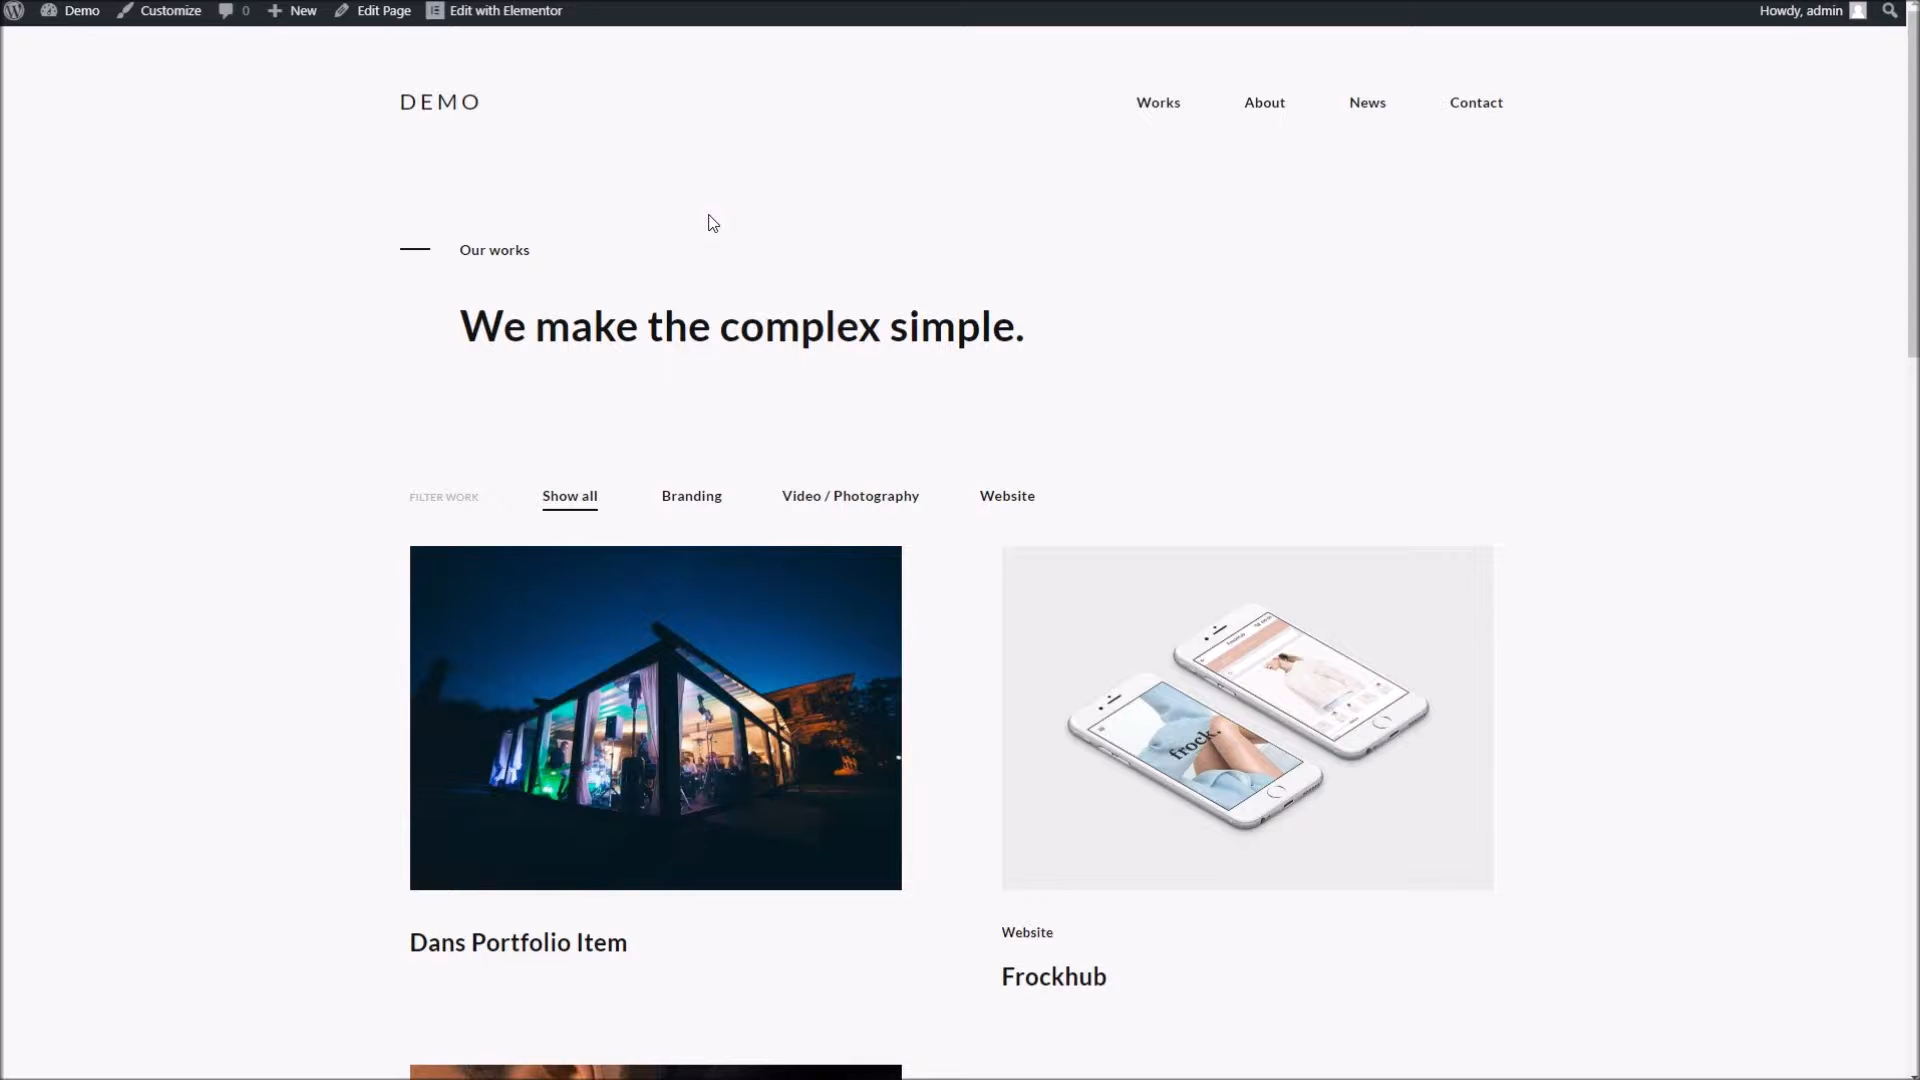 Demo Customize 0 New Edit Page Edit with Elementor Howdy, admin
DEMO Works About News Contact
Our works
We make the complex simple.
FILTER WORK Show all Branding Video / Photography Website
frock.
Dans Portfolio Item
Website
Frockhub